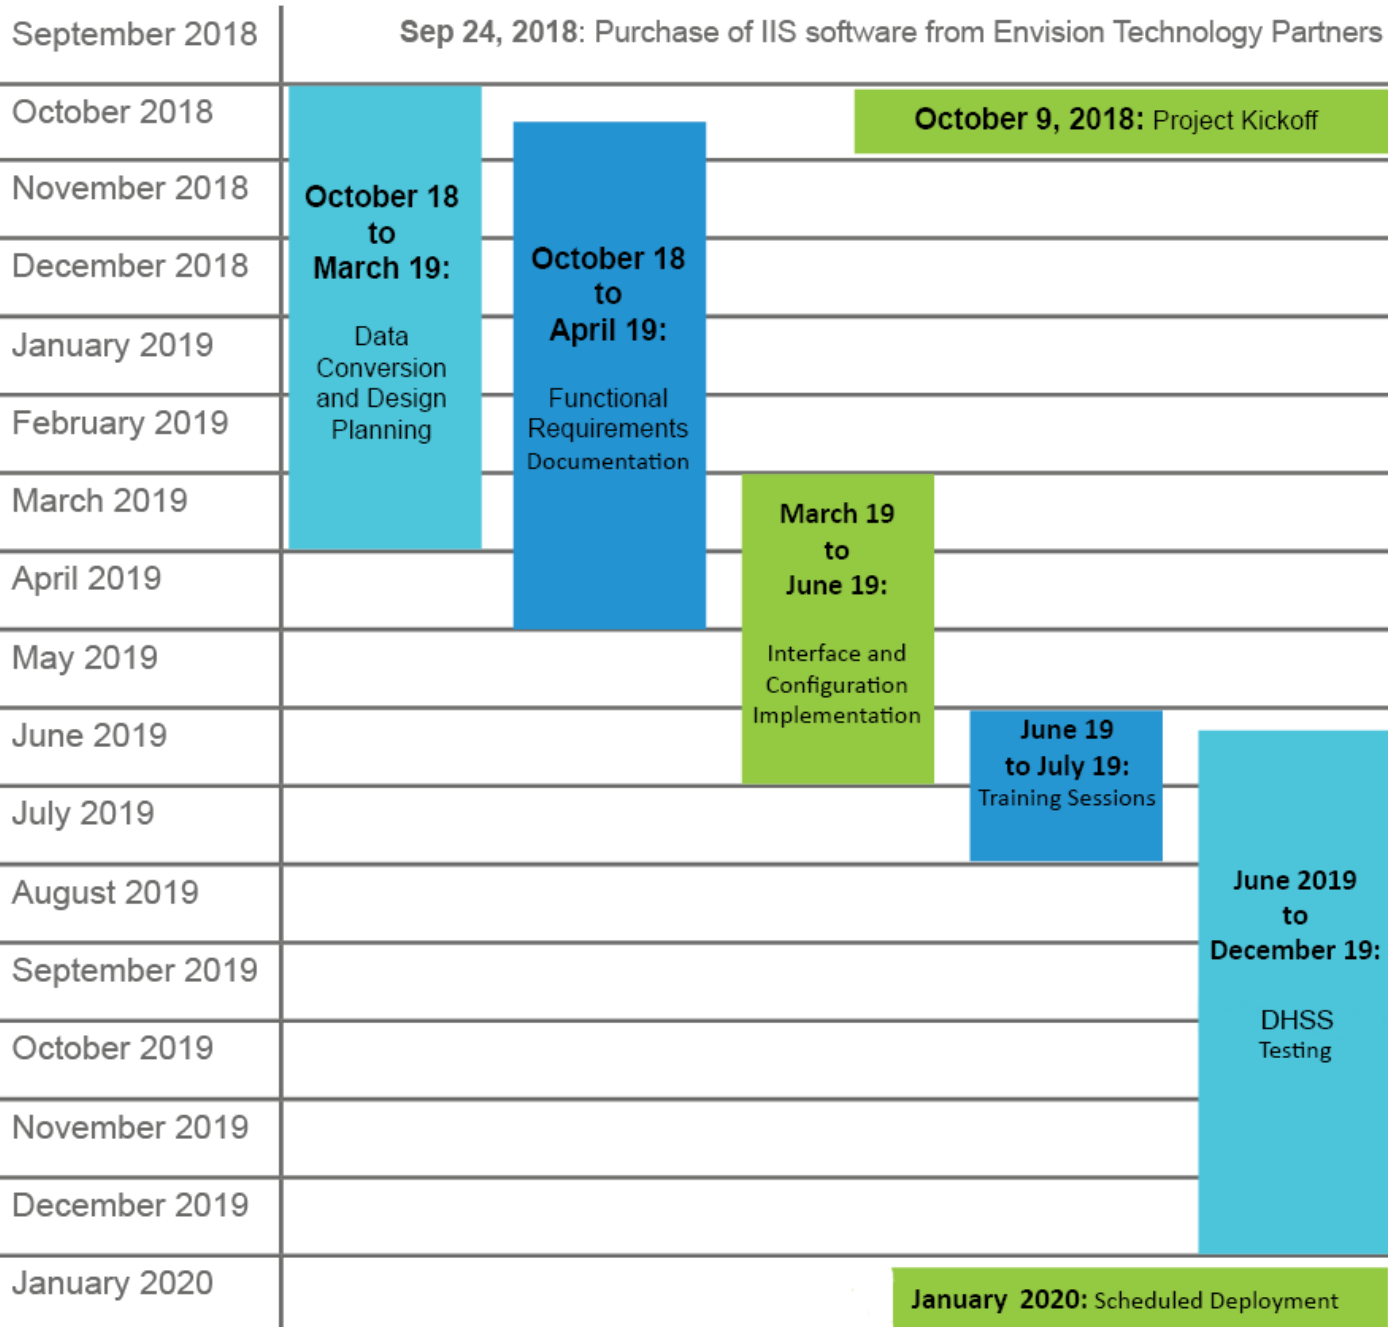 September 2018
Sep 24, 2018: Purchase of IIS software from Envision Technology Partners
October 2018
October 9, 2018: Project Kickoff
November 2018
December 2018
January 2019
February 2019
March 2019
April 2019
May 2019
June 2019
July 2019
August 2019
September 2019
October 2019
November 2019
December 2019
January 2020
October 18
to
March 19:
Data
Conversion
and Design
Planning
October 18
to
April 19:
Functional
Requirements
Documentation
March 19
to
June 19:
Interface and
Configuration
Implementation
June 19
to July 19:
Training Sessions
June 2019
to
December 19:
DHSS
Testing
January 2020: Scheduled Deployment